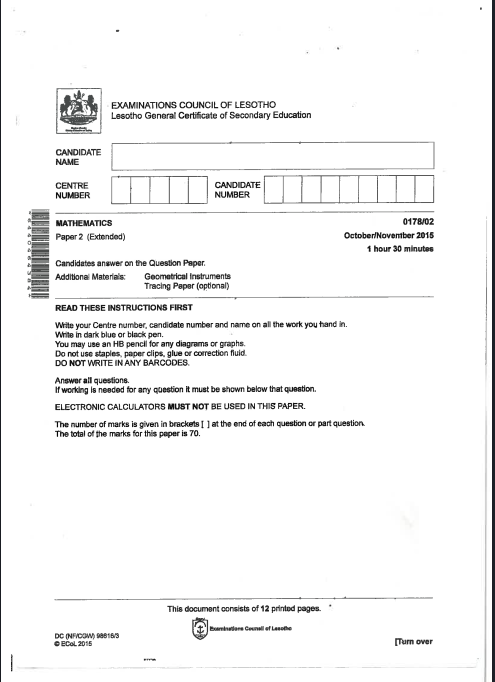 EXAMINATIONS COUNCIL OF LESOTHO
Lesotho General Certificate of Secondary Education
CANDIDATE
NAME
CENTRE
NUMBER
CANDIDATE
NUMBER
MATHEMATICS
0178/02
Paper 2 (Extended)
October/November 2015
1 hour 30 minutes
Candidates answer on the Question Paper.
Additional Materials: Geometrical Instruments
Tracing Paper (optional)
READ THESE INSTRUCTIONS FIRST
Write your Centre number, candidate number and name on all the work you hand in.
Write in dark blue or black pen.
You may use an HB pencil for any diagrams or graphs.
Do not use staples, paper clips, glue or correction fluid.
DO NOT WRITE IN ANY BARCODES.
Answer all questions.
If working is needed for any question it must be shown below that question.
ELECTRONIC CALCULATORS MUST NOT BE USED IN THIS PAPER.
The number of marks is given in brackets [ ] at the end of each question or part question.
The total of the marks for this paper is 70.
This document consists of 12 printed pages.
Examinations Council of Lesotho
DC (NF/CGW) 98616/3
© ECoL 2015
[Turn over